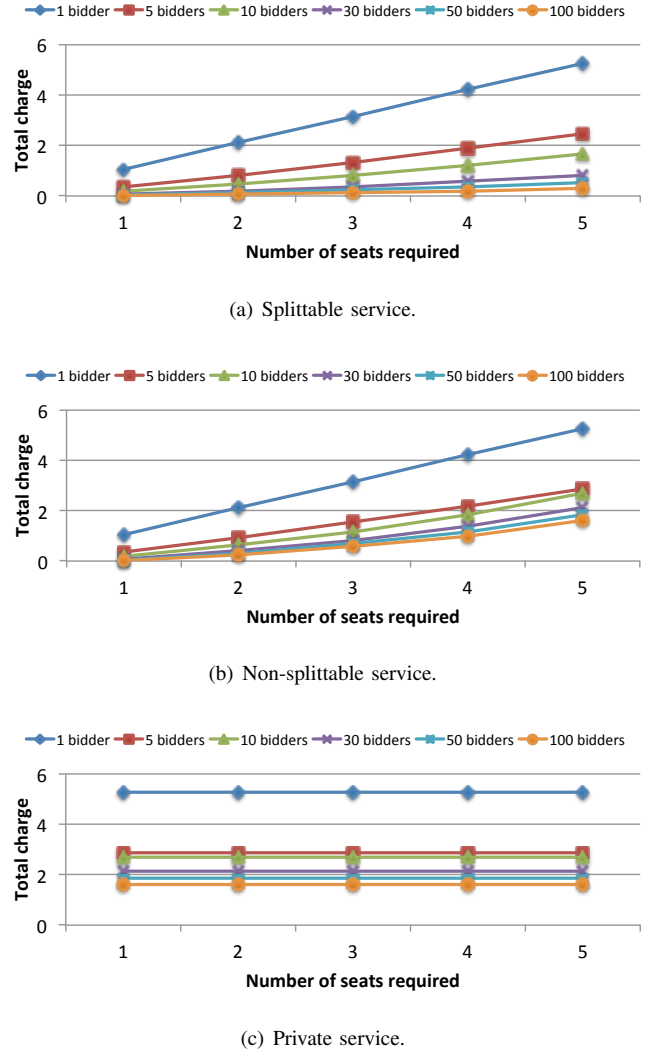 1 bidder 5 bidders 10 bidders 30 bidders 50 bidders 100 bidders
6
4
2
0
Total charge
1 2 3 4 5
Number of seats required
(a) Splittable service.
1 bidder 5 bidders 10 bidders 30 bidders 50 bidders 100 bidders
6
4
2
0
Total charge
1 2 3 4 5
Number of seats required
(b) Non-splittable service.
1 bidder 5 bidders 10 bidders 30 bidders 50 bidders 100 bidders
6
4
2
0
Total charge
1 2 3 4 5
Number of seats required
(c) Private service.